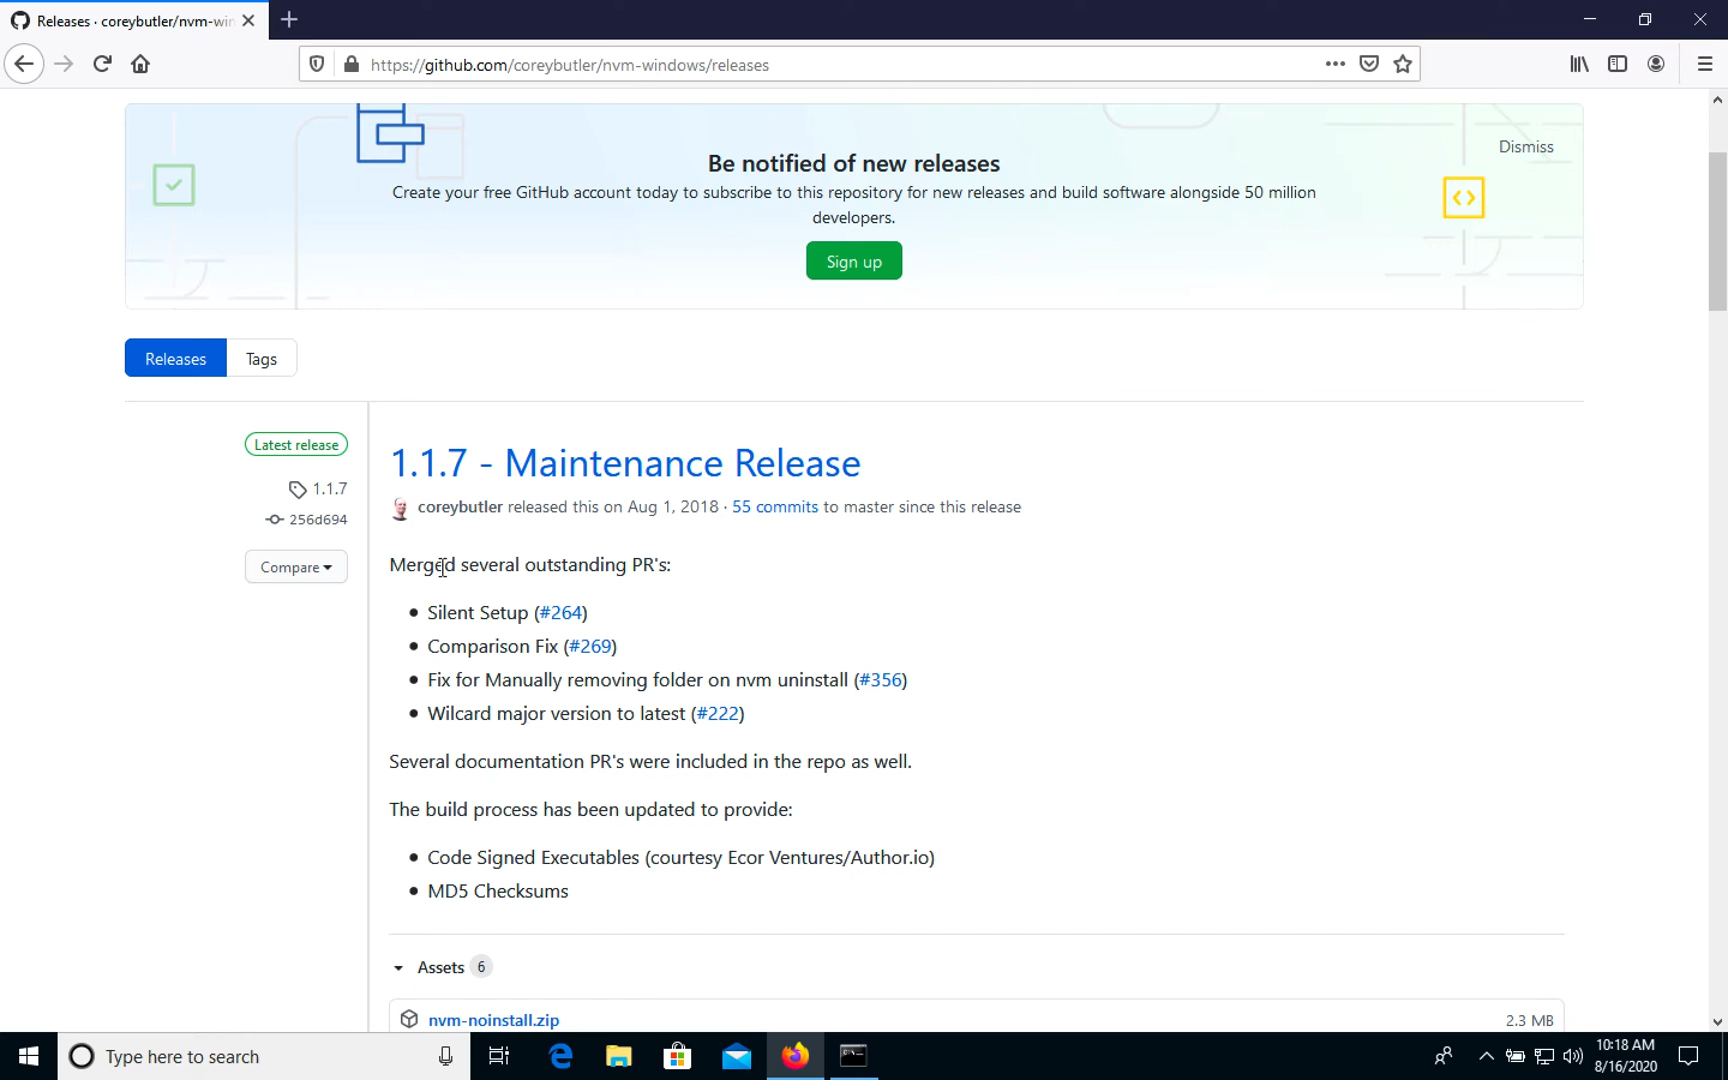 Releases · coreybutler/nvm-win
https://github.com/coreybutler/nvm-windows/releases
Be notified of new releases
Dismiss
Create your free GitHub account today to subscribe to this repository for new releases and build software alongside 50 million
developers.
Sign up
Releases
Tags
Latest release
1.1.7
256d694
Compare
1.1.7 - Maintenance Release
coreybutler released this on Aug 1, 2018 · 55 commits to master since this release
Merged several outstanding PR's:
• Silent Setup (#264)
• Comparison Fix (#269)
• Fix for Manually removing folder on nvm uninstall (#356)
• Wilcard major version to latest (#222)
Several documentation PR's were included in the repo as well.
The build process has been updated to provide:
• Code Signed Executables (courtesy Ecor Ventures/Author.io)
• MD5 Checksums
Assets 6
nvm-noinstall.zip
2.3 MB
Type here to search
10:18 AM
8/16/2020